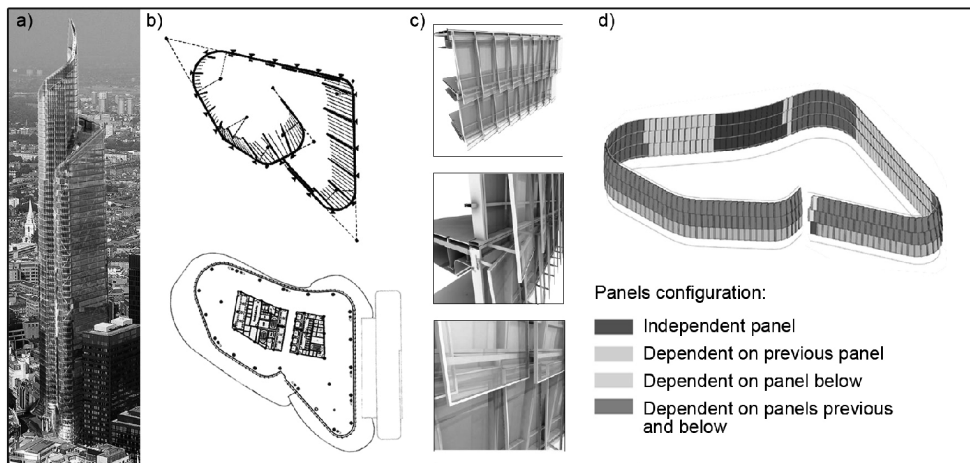 a)
b)
c)
d)
Panels configuration:
Independent panel
Dependent on previous panel
Dependent on panel below
Dependent on panels previous
and below